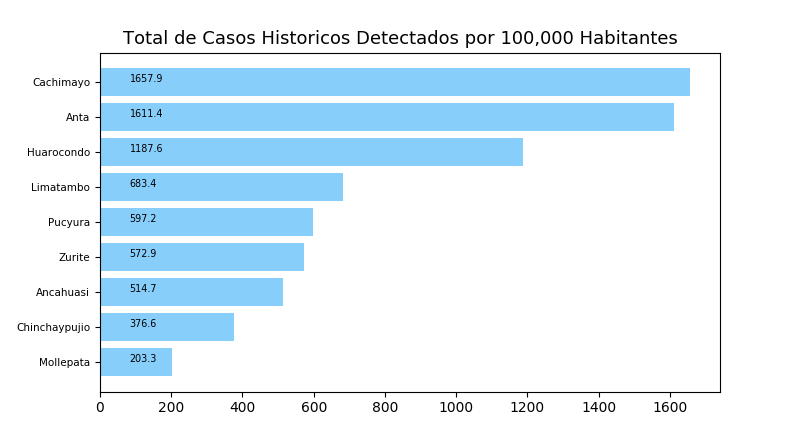 Total de Casos Historicos Detectados por 100,000 Habitantes
Cachimayo 1657.9
Anta 1611.4
Huarocondo 1187.6
Limatambo 683.4
Pucyura 597.2
Zurite 572.9
Ancahuasi 514.7
Chinchaypujio 376.6
Mollepata 203.3
0 200 400 600 800 1000 1200 1400 1600